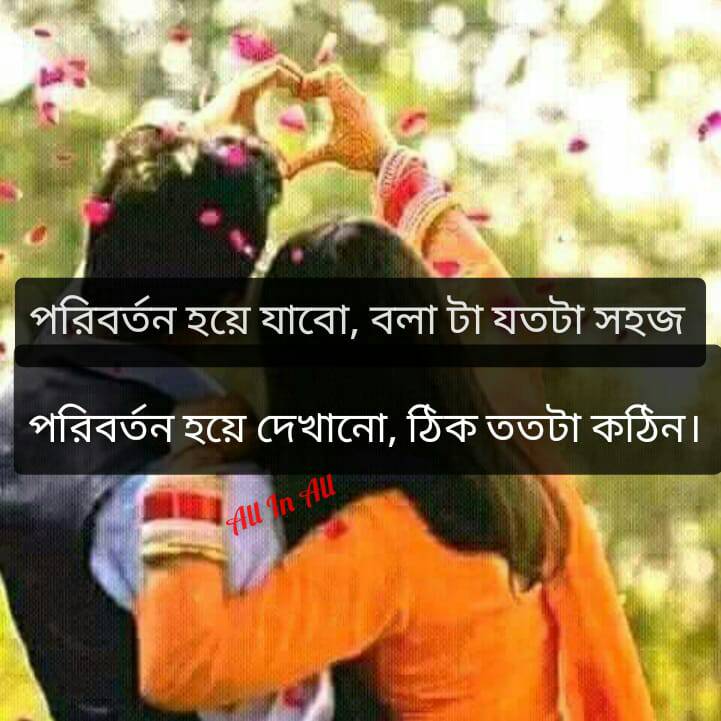 পরিবর্তন হয়ে যাবো, বলা টা যতটা সহজ
পরিবর্তন হয়ে দেখানো, ঠিক ততটা কঠিন।
All In All